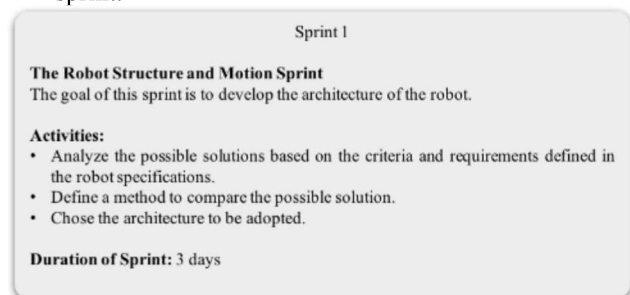 Sprint 1
The Robot Structure and Motion Sprint
The goal of this sprint is to develop the architecture of the robot.
Activities:
• Analyze the possible solutions based on the criteria and requirements defined in
the robot specifications.
• Define a method to compare the possible solution.
• Chose the architecture to be adopted.
Duration of Sprint: 3 days